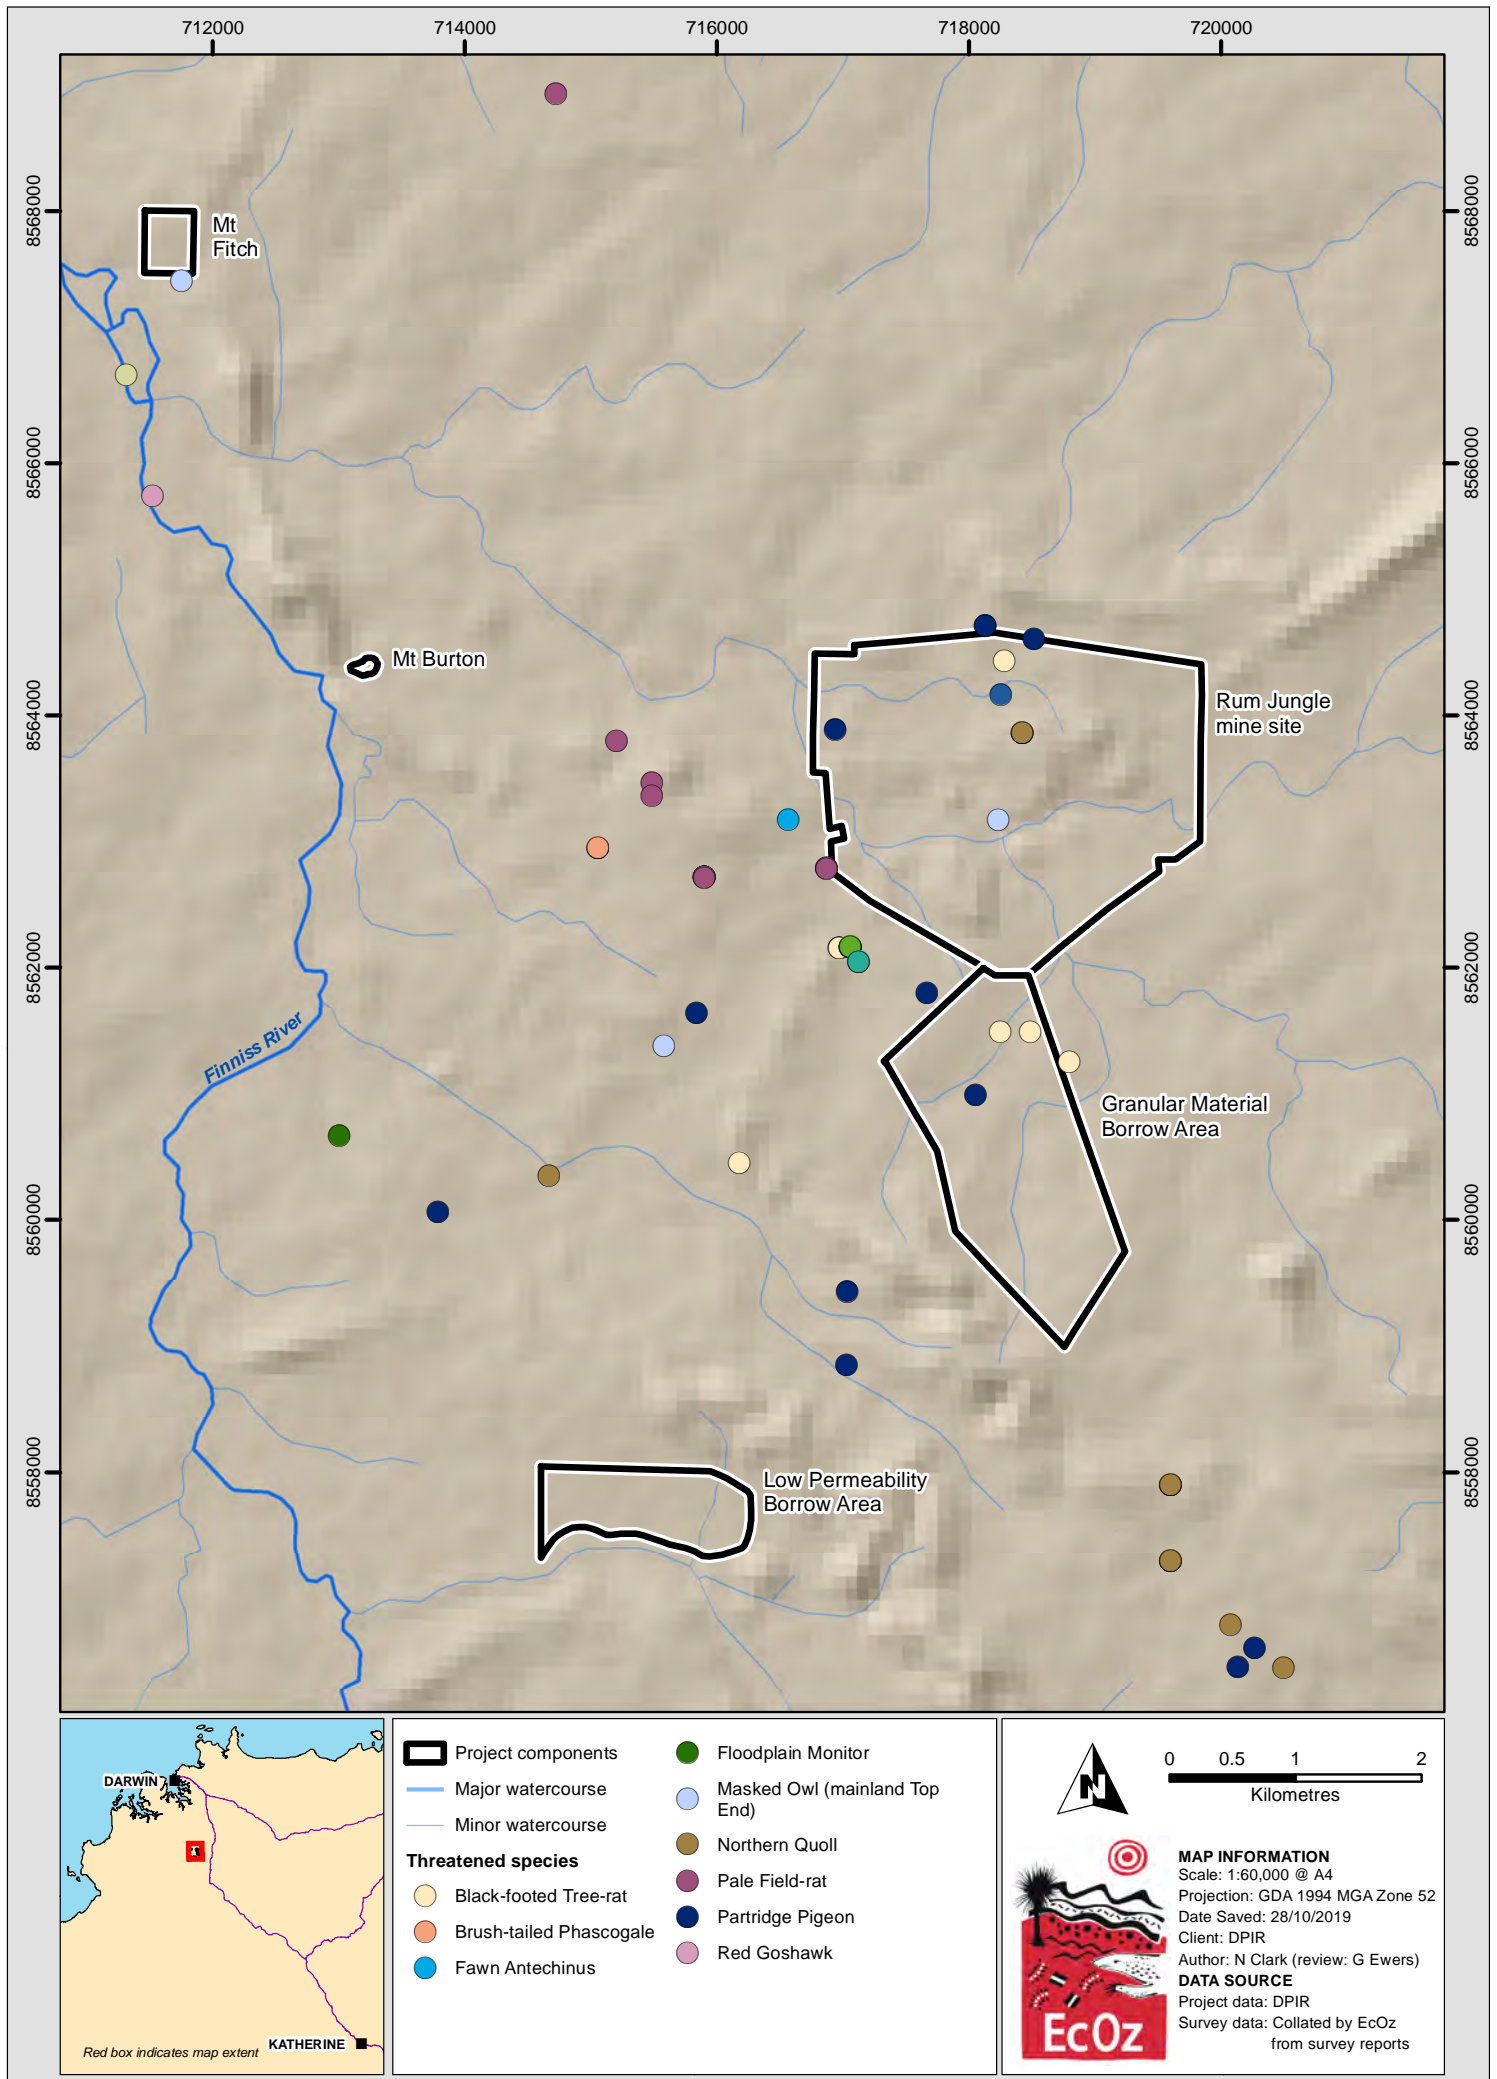 712000
714000
716000
718000
720000
8568000
8568000
Mt
Fitch
8566000
8566000
Mt Burton
Rum Jungle
mine site
8564000
8564000
8562000
8562000
Finniss River
Granular Material
Borrow Area
8560000
8560000
Low Permeability
Borrow Area
8558000
8558000
DARWIN
KATHERINE
Red box indicates map extent
Project components
Major watercourse
Minor watercourse
Threatened species
Black-footed Tree-rat
Brush-tailed Phascogale
Fawn Antechinus
Floodplain Monitor
Masked Owl (mainland Top
End)
Northern Quoll
Pale Field-rat
Partridge Pigeon
Red Goshawk
N
0 0.5 1 2
Kilometres
EcOz
MAP INFORMATION
Scale: 1:60,000 @ A4
Projection: GDA 1994 MGA Zone 52
Date Saved: 28/10/2019
Client: DPIR
Author: N Clark (review: G Ewers)
DATA SOURCE
Project data: DPIR
Survey data: Collated by EcOz
from survey reports